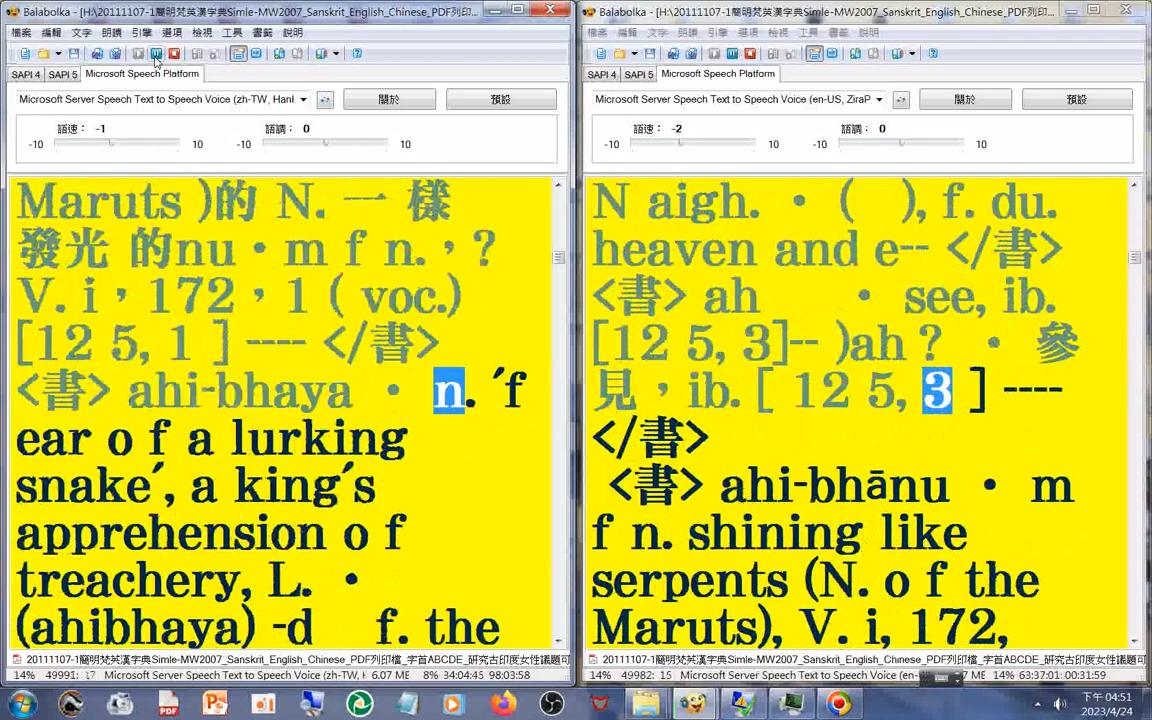 Balabolka - [H:\20111107-1簡明梵英漢字典Simle-MW2007_Sanskrit_English_Chinese_PDF列印檔...
檔案 編輯 文字 朗讀 引擎 選項 檢視 工具 書籤 說明
SAPI 4 SAPI 5 Microsoft Speech Platform
Microsoft Server Speech Text to Speech Voice (zh-TW, Hanl 關於 預設
語速： -1 語調： 0
-10 10 -10 10
Maruts )的 N. 一 樣
發光 的nu・m f n.，?
V. i，172，1 ( voc.)
[12 5, 1 ] ---- </書>
<書> ahi-bhaya ・ n. ´f
ear o f a lurking
snake´, a king´s
apprehension o f
treachery, L. ・
(ahibhaya) -d f. the
20111107-1簡明梵英漢字典Simle-MW2007_Sanskrit_English_Chinese_PDF列印檔_字首ABCDE_研究古印度女性議題可
14% 49991: 17 Microsoft Server Speech Text to Speech Voice (zh-TW, H 6.07 ME 8% 34:04:45 98:03:58
Balabolka - [H:\20111107-1簡明梵英漢字典Simle-MW2007_Sanskrit_English_Chinese_PDF列印檔...
檔案 編輯 文字 朗讀 引擎 選項 檢視 工具 書籤 說明
SAPI 4 SAPI 5 Microsoft Speech Platform
Microsoft Server Speech Text to Speech Voice (en-US, ZiraP 關於 預設
語速： -2 語調： 0
-10 10 -10 10
N aigh. ・ ( ), f. du.
heaven and e-- </書>
<書> ah ・ see, ib.
[12 5, 3]-- )ah ? ・ 參
見，ib. [ 12 5, 3 ] ----
</書>
<書> ahi-bhānu ・ m
f n. shining like
serpents (N. o f the
Maruts), V. i, 172,
20111107-1簡明梵英漢字典Simle-MW2007_Sanskrit_English_Chinese_PDF列印檔_字首ABCDE_研究古印度女性議題可
14% 49982: 15 Microsoft Server Speech Text to Speech Voice (en- 14% 63:37:01 00:31:59
下午 04:51
2023/4/24